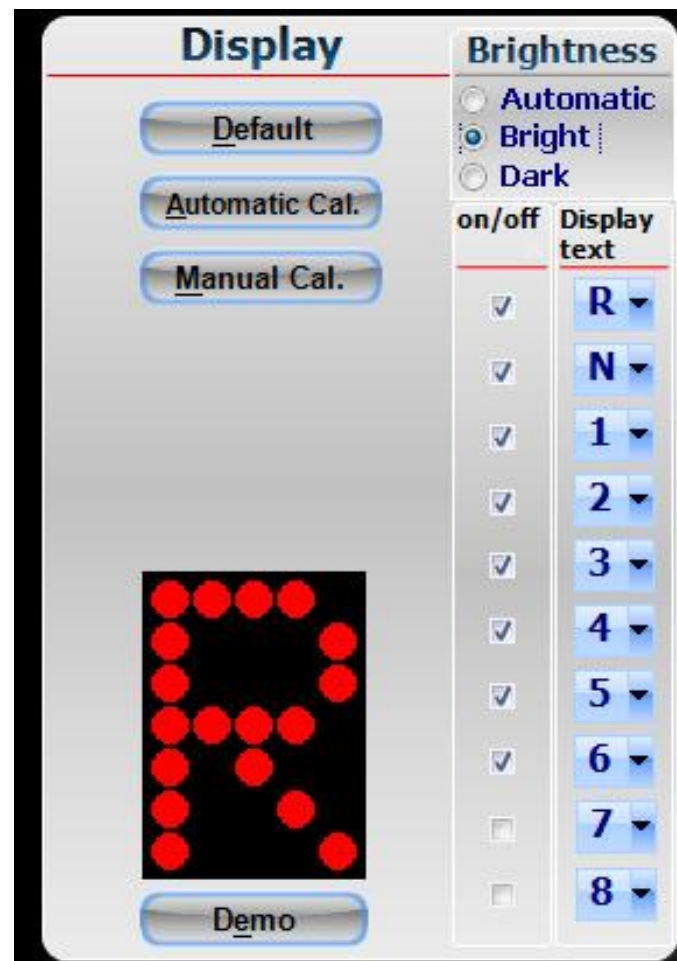 Display
Default
Automatic Cal.
Manual Cal.
R
Demo
Brightness
Automatic
Bright
Dark
on/off
Display
text
R
N
1
2
3
4
5
6
7
8